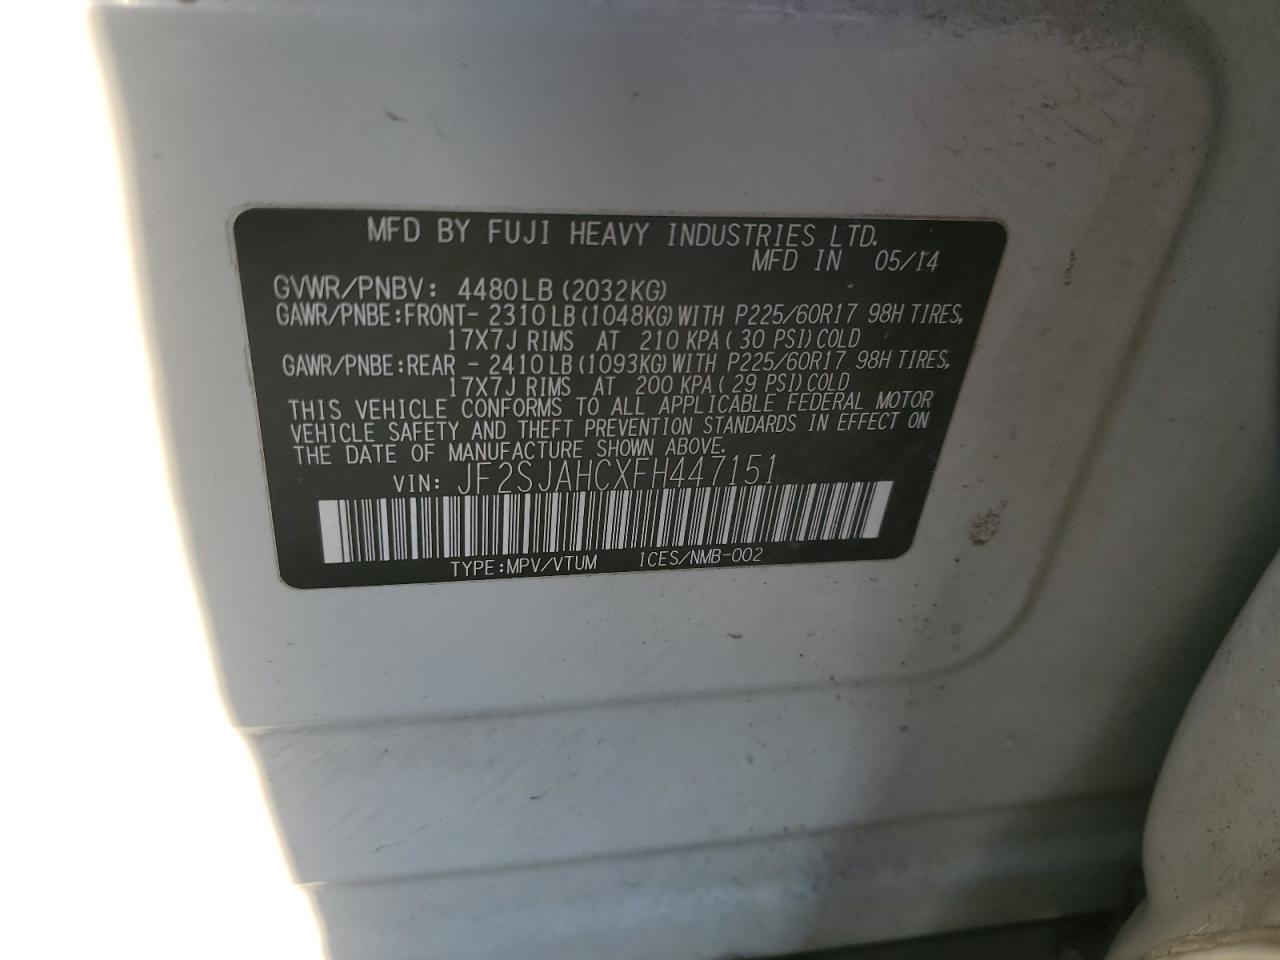 MFD BY FUJI HEAVY INDUSTRIES LTD.
MFD IN 05/14
GVWR/PNBV: 4480LB (2032KG)
GAWR/PNBE:FRONT- 2310LB (1048KG) WITH P225/60R17 98H TIRES,
17X7J RIMS AT 210 KPA ( 30 PSI) COLD
GAWR/PNBE:REAR - 2410LB (1093KG) WITH P225/60R17 98H TIRES,
17X7J RIMS AT 200 KPA ( 29 PSI) COLD
THIS VEHICLE CONFORMS TO ALL APPLICABLE FEDERAL MOTOR
VEHICLE SAFETY AND THEFT PREVENTION STANDARDS IN EFFECT ON
THE DATE OF MANUFACTURE SHOWN ABOVE.
VIN: JF2SJAHCXFH447151
TYPE:MPV/VTUM ICES/NMB-002